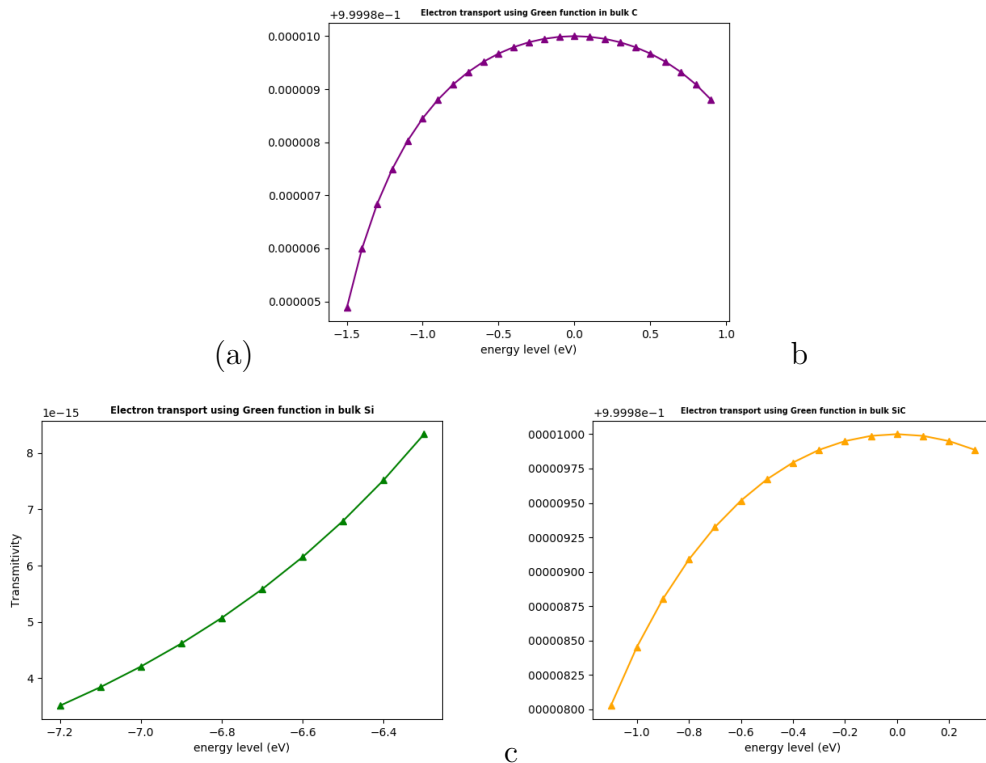 +9.9998e−1
Electron transport using Green function in bulk C
0.000010
0.000009
0.000008
0.000007
0.000006
0.000005
−1.5 −1.0 −0.5 0.0 0.5 1.0
energy level (eV)
(a)
b
1e−15
Electron transport using Green function in bulk Si
8
7
6
5
4
Transmitivity
−7.2 −7.0 −6.8 −6.6 −6.4
energy level (eV)
c
+9.9998e−1
Electron transport using Green function in bulk SiC
00001000
00000975
00000950
00000925
00000900
00000875
00000850
00000825
00000800
−1.0 −0.8 −0.6 −0.4 −0.2 0.0 0.2
energy level (eV)